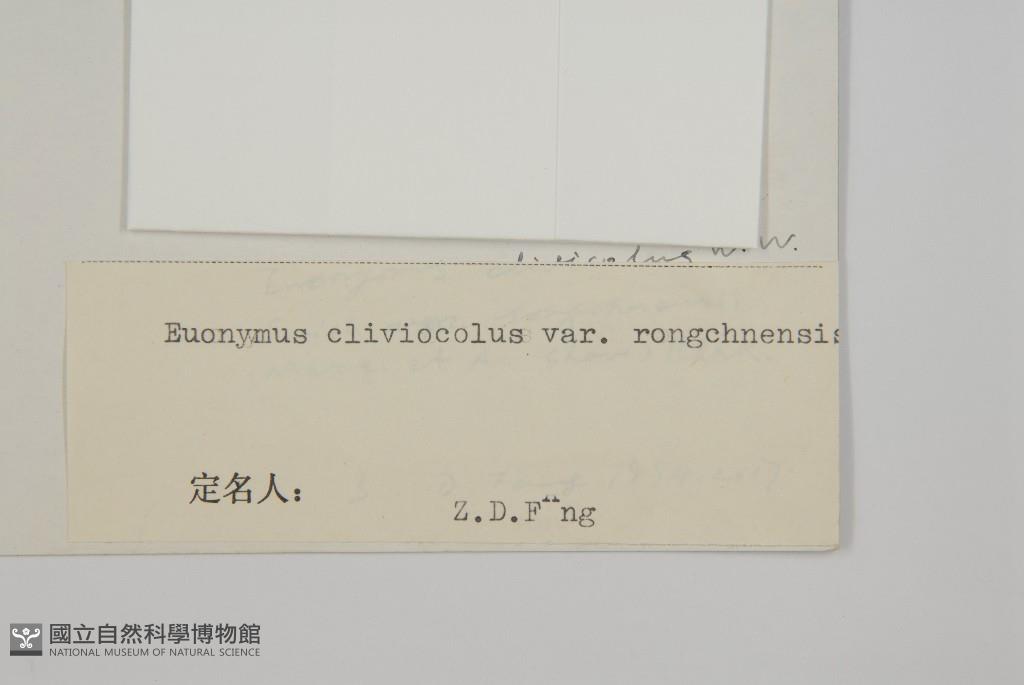 W. W.
Euonymus cliviocolus var. rongchnensis
定名人：
Z.D.F ng
國立自然科學博物館
NATIONAL MUSEUM OF NATURAL SCIENCE